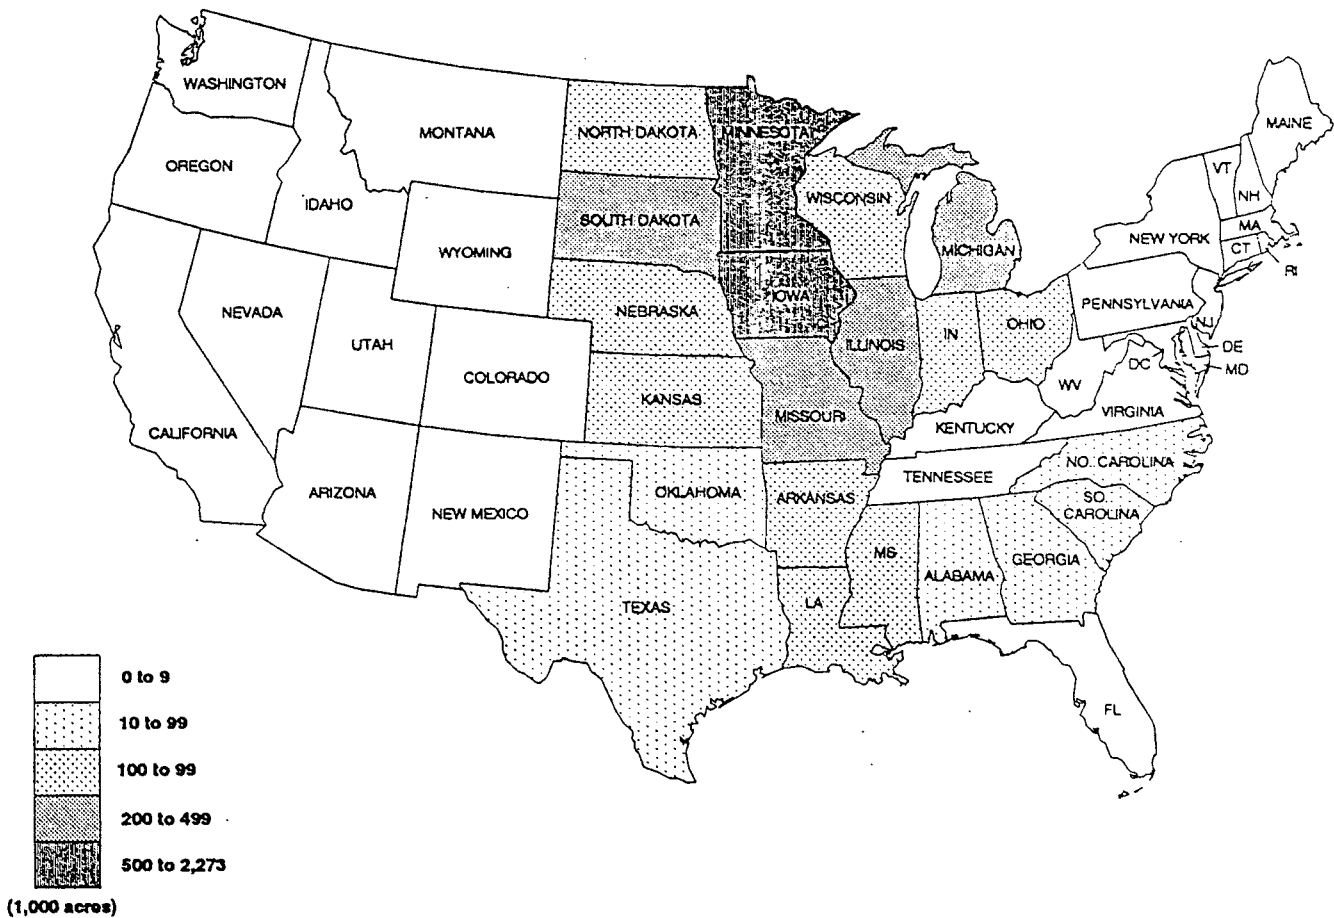 WASHINGTON
MONTANA
NORTH DAKOTA
MINNESOTA
MAINE
OREGON
IDAHO
WISCONSIN
VT
NH
SOUTH DAKOTA
MICHIGAN
NEW YORK
MA
CT
RI
WYOMING
IOWA
PENNSYLVANIA
NEVADA
NEBRASKA
ILLINOIS
IN
OHIO
NJ
UTAH
DE
MD
COLORADO
DC
WV
KANSAS
MISSOURI
VIRGINIA
CALIFORNIA
KENTUCKY
NO. CAROLINA
TENNESSEE
ARIZONA
OKLAHOMA
ARKANSAS
SO.
CAROLINA
NEW MEXICO
MS
ALABAMA
GEORGIA
TEXAS
LA
FL
0 to 9
10 to 99
100 to 99
200 to 499
500 to 2,273
(1,000 acres)